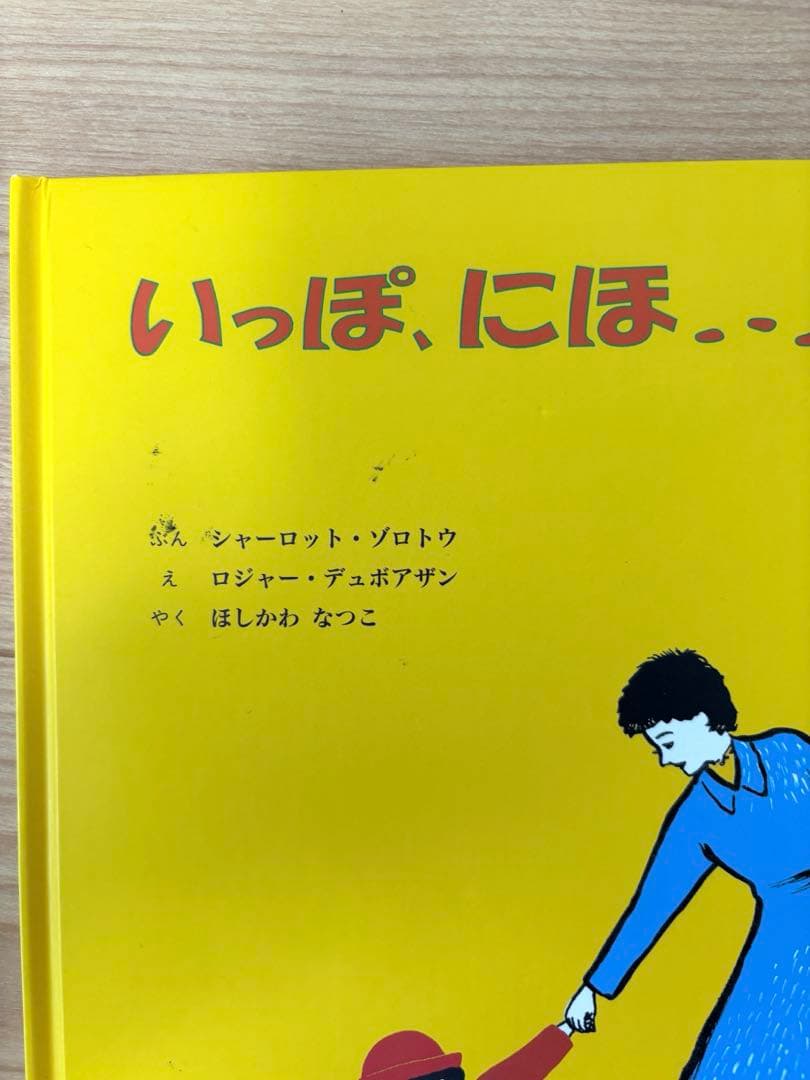 いっぽ、にほ...
ぶん シャーロット・ゾロトウ
え ロジャー・デュボアザン
やく ほしかわ なつこ